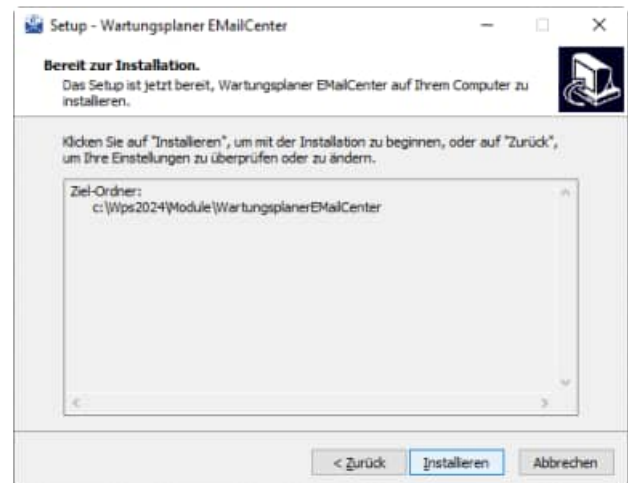 Setup - Wartungsplaner EMailCenter
Bereit zur Installation.
Das Setup ist jetzt bereit, Wartungsplaner EMailCenter auf Ihrem Computer zu
installieren.
Klicken Sie auf "Installieren", um mit der Installation zu beginnen, oder auf "Zurück",
um Ihre Einstellungen zu überprüfen oder zu ändern.
Ziel-Ordner:
c:\Wps2024\Module\WartungsplanerEMailCenter
< Zurück Installieren Abbrechen